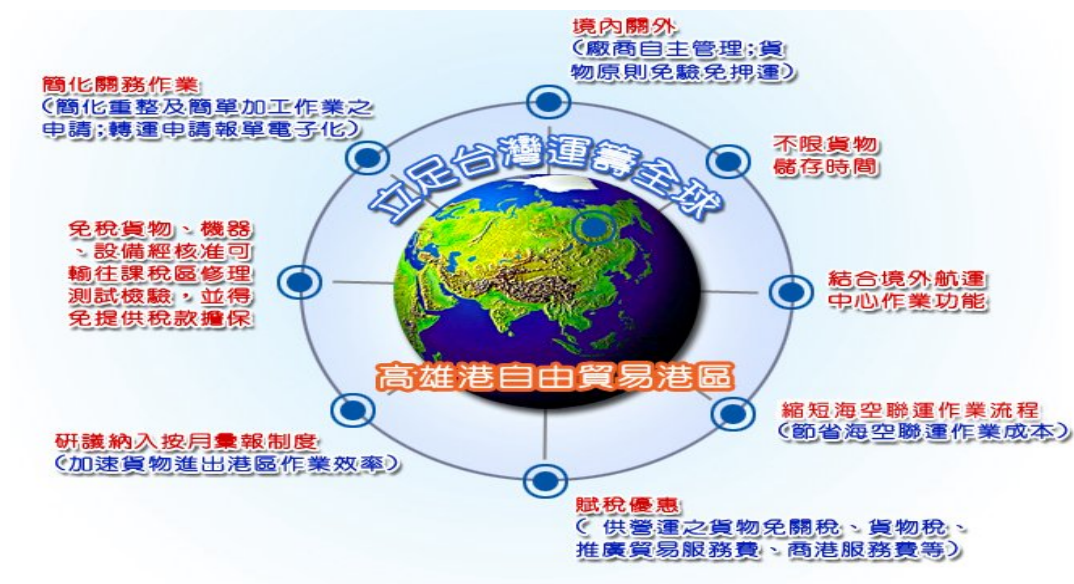 境內關外
(廠商自主管理;貨
物原則免驗免押運)
簡化關務作業
(簡化重整及簡單加工作業之
申請;轉運申請報單電子化)
不限貨物
儲存時間
立足台灣運籌全球
免稅貨物、機器
、設備經核准可
輸往課稅區修理
測試檢驗,並得
免提供稅款擔保
結合境外航運
中心作業功能
高雄港自由貿易港區
縮短海空聯運作業流程
(節省海空聯運作業成本)
研議納入按月彙報制度
(加速貨物進出港區作業效率)
賦稅優惠
( 供營運之貨物免關稅、貨物稅、
推廣貿易服務費、商港服務費等)